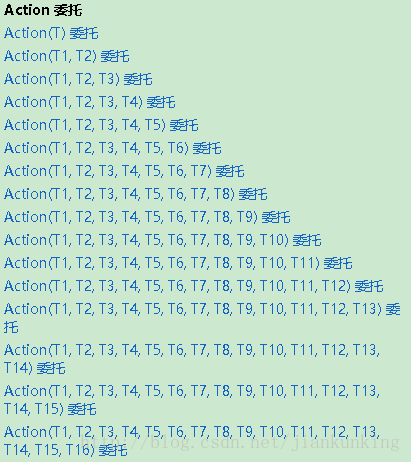 Action 委托
Action(T) 委托
Action(T1, T2) 委托
Action(T1, T2, T3) 委托
Action(T1, T2, T3, T4) 委托
Action(T1, T2, T3, T4, T5) 委托
Action(T1, T2, T3, T4, T5, T6) 委托
Action(T1, T2, T3, T4, T5, T6, T7) 委托
Action(T1, T2, T3, T4, T5, T6, T7, T8) 委托
Action(T1, T2, T3, T4, T5, T6, T7, T8, T9) 委托
Action(T1, T2, T3, T4, T5, T6, T7, T8, T9, T10) 委托
Action(T1, T2, T3, T4, T5, T6, T7, T8, T9, T10, T11) 委托
Action(T1, T2, T3, T4, T5, T6, T7, T8, T9, T10, T11, T12) 委托
Action(T1, T2, T3, T4, T5, T6, T7, T8, T9, T10, T11, T12, T13) 委
托
Action(T1, T2, T3, T4, T5, T6, T7, T8, T9, T10, T11, T12, T13,
T14) 委托
Action(T1, T2, T3, T4, T5, T6, T7, T8, T9, T10, T11, T12, T13,
T14, T15) 委托
Action(T1, T2, T3, T4, T5, T6, T7, T8, T9, T10, T11, T12, T13,
T14, T15, T16) 委托
http://blog.csdn.net/jiankunking